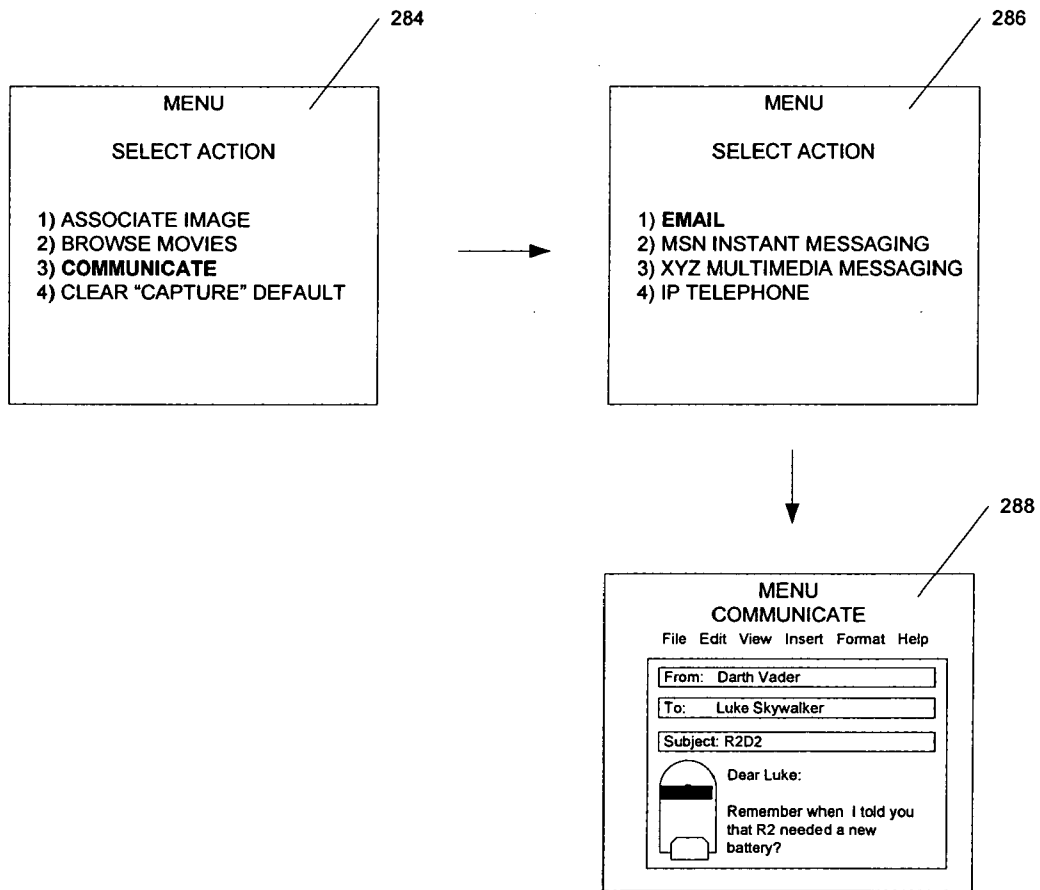 284
MENU
SELECT ACTION
1) ASSOCIATE IMAGE
2) BROWSE MOVIES
3) COMMUNICATE
4) CLEAR “CAPTURE” DEFAULT
286
MENU
SELECT ACTION
1) EMAIL
2) MSN INSTANT MESSAGING
3) XYZ MULTIMEDIA MESSAGING
4) IP TELEPHONE
288
MENU
COMMUNICATE
File Edit View Insert Format Help
From: Darth Vader
To: Luke Skywalker
Subject: R2D2
Dear Luke:
Remember when I told you
that R2 needed a new
battery?